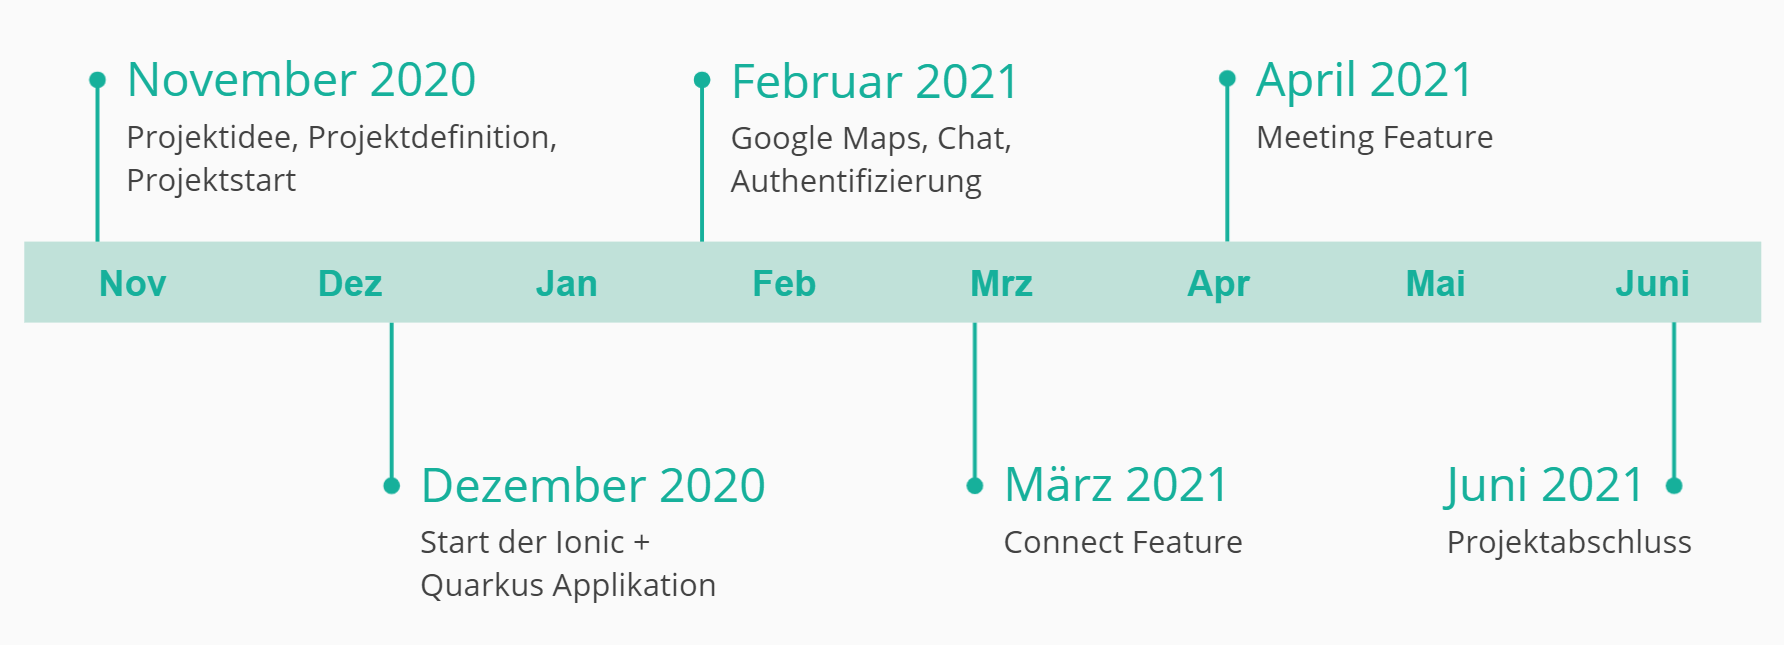 November 2020
Projektidee, Projektdefinition,
Projektstart
Februar 2021
Google Maps, Chat,
Authentifizierung
April 2021
Meeting Feature
Nov
Dez
Jan
Feb
Mrz
Apr
Mai
Juni
Dezember 2020
Start der Ionic +
Quarkus Applikation
März 2021
Connect Feature
Juni 2021
Projektabschluss